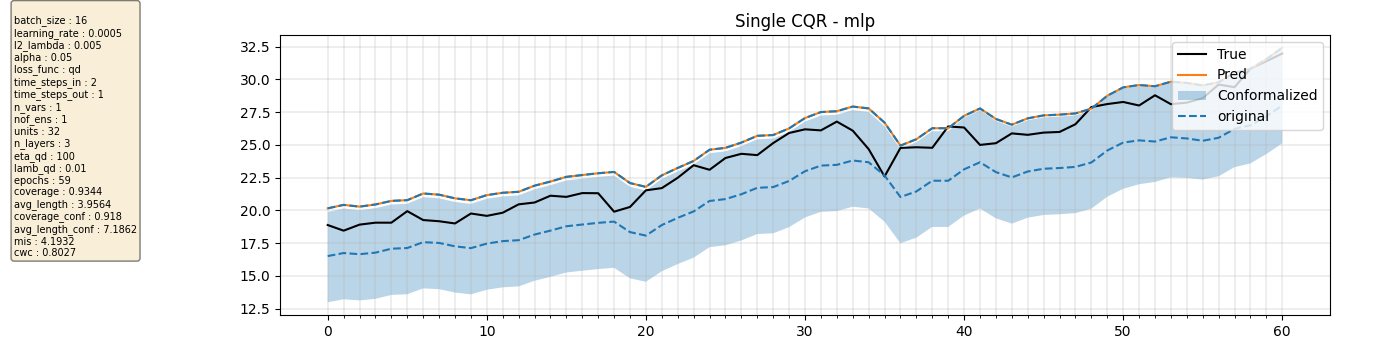 batch_size : 16
learning_rate : 0.0005
l2_lambda : 0.005
alpha : 0.05
loss_func : qd
time_steps_in : 2
time_steps_out : 1
n_vars : 1
nof_ens : 1
units : 32
n_layers : 3
eta_qd : 100
lamb_qd : 0.01
epochs : 59
coverage : 0.9344
avg_length : 3.9564
coverage_conf : 0.918
avg_length_conf : 7.1862
mis : 4.1932
cwc : 0.8027
Single CQR - mlp
32.5
30.0
27.5
25.0
22.5
20.0
17.5
15.0
12.5
True
Pred
Conformalized
original
0 10 20 30 40 50 60